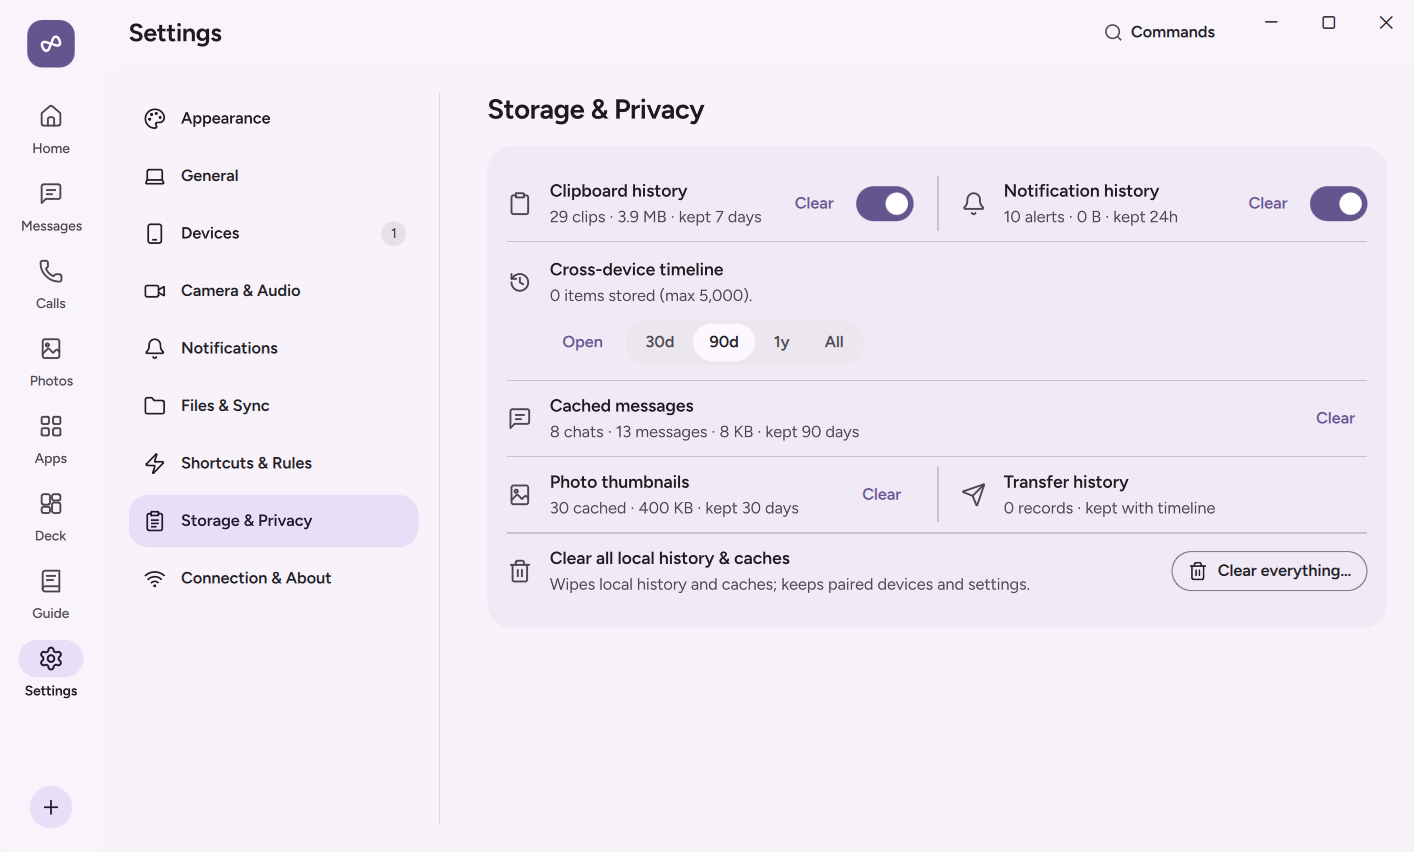 Settings
Commands
Home
Messages
Calls
Photos
Apps
Deck
Guide
Settings
Appearance
General
Devices
1
Camera & Audio
Notifications
Files & Sync
Shortcuts & Rules
Storage & Privacy
Connection & About
Storage & Privacy
Clipboard history
29 clips · 3.9 MB · kept 7 days
Clear
Notification history
10 alerts · 0 B · kept 24h
Clear
Cross-device timeline
0 items stored (max 5,000).
Open
30d
90d
1y
All
Cached messages
8 chats · 13 messages · 8 KB · kept 90 days
Clear
Photo thumbnails
30 cached · 400 KB · kept 30 days
Clear
Transfer history
0 records · kept with timeline
Clear all local history & caches
Wipes local history and caches; keeps paired devices and settings.
Clear everything...